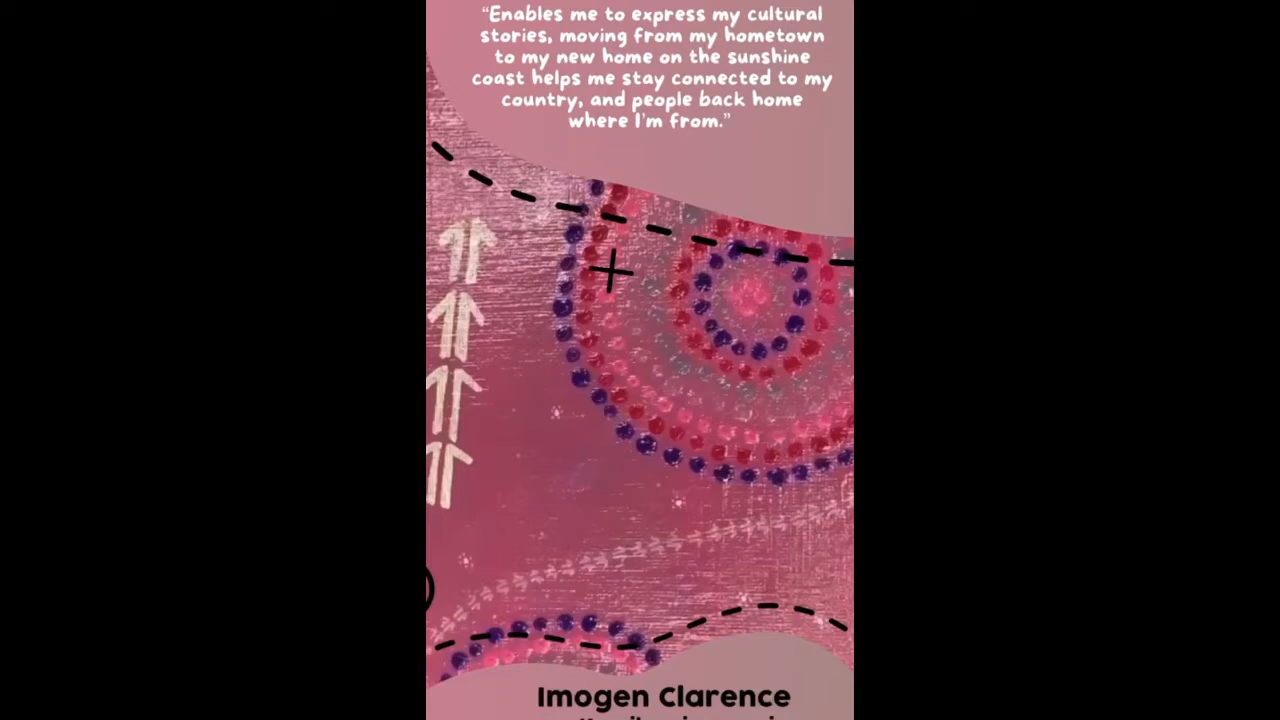 “Enables me to express my cultural
stories, moving from my hometown
to my new home on the sunshine
coast helps me stay connected to my
country, and people back home
where I'm from.”
Imogen Clarence